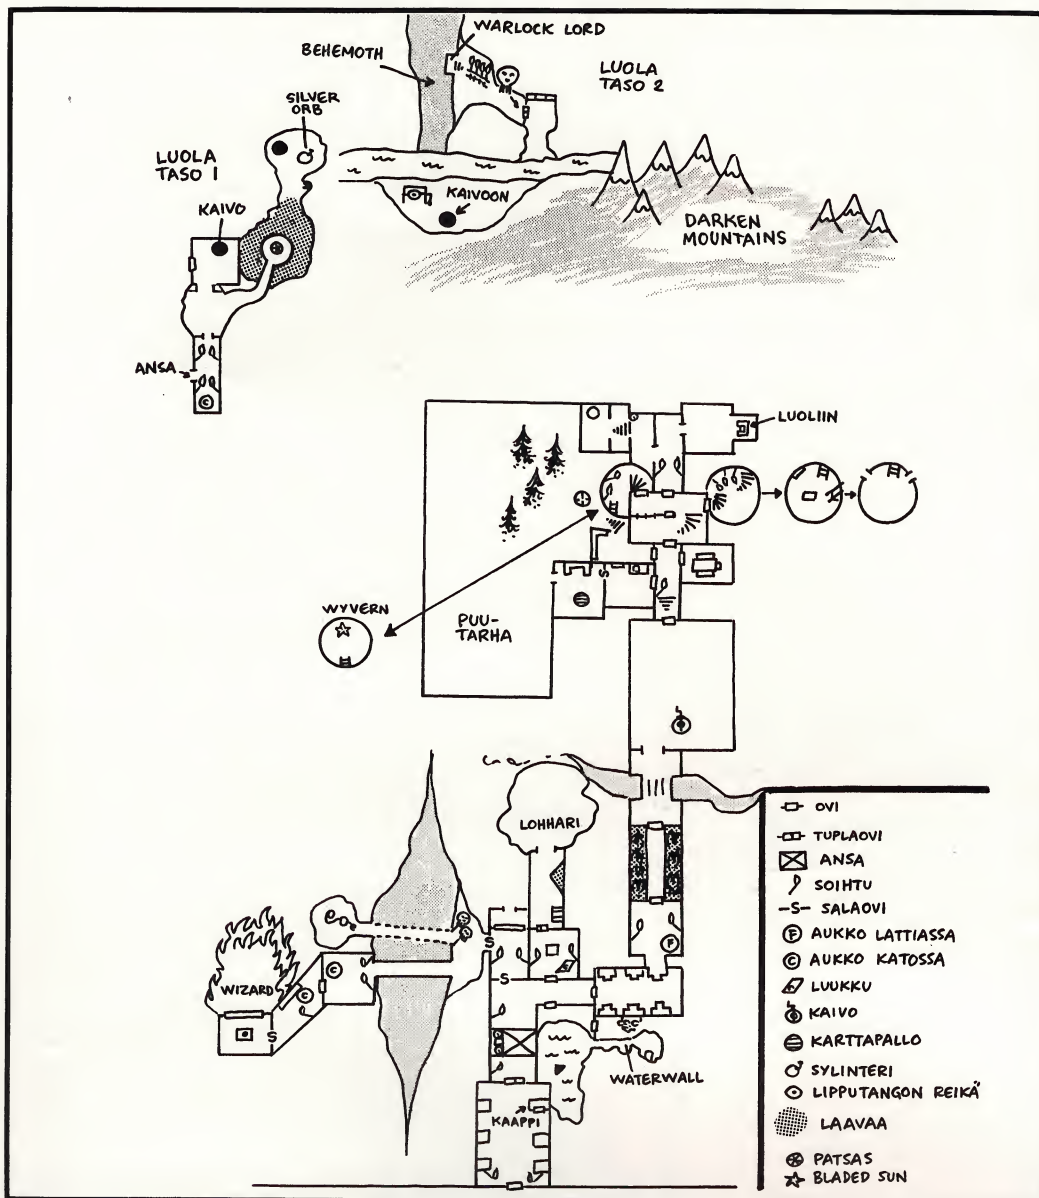 WARLOCK LORD
BEHEMOTH
LUOLA
TASO 2
SILVER
ORB
LUOLA
TASO 1
KAIVO
KAIVOON
DARKEN
MOUNTAINS
ANSA
C
LUOLIIN
WYVERN
PUU-
TARHA
S
LOHHARI
S
F
C
S
WIZARD
C
S
WATERWALL
KAAPPI
OVI
TUPLAOVI
ANSA
SOIHTU
-S- SALAOVI
F AUKKO LATTIASSA
C AUKKO KATOSSA
LUUKKU
KAIVO
KARTTAPALLO
SYLINTERI
LIPPUTANGON REIKÄ
LAAVAA
PATSAS
BLADED SUN